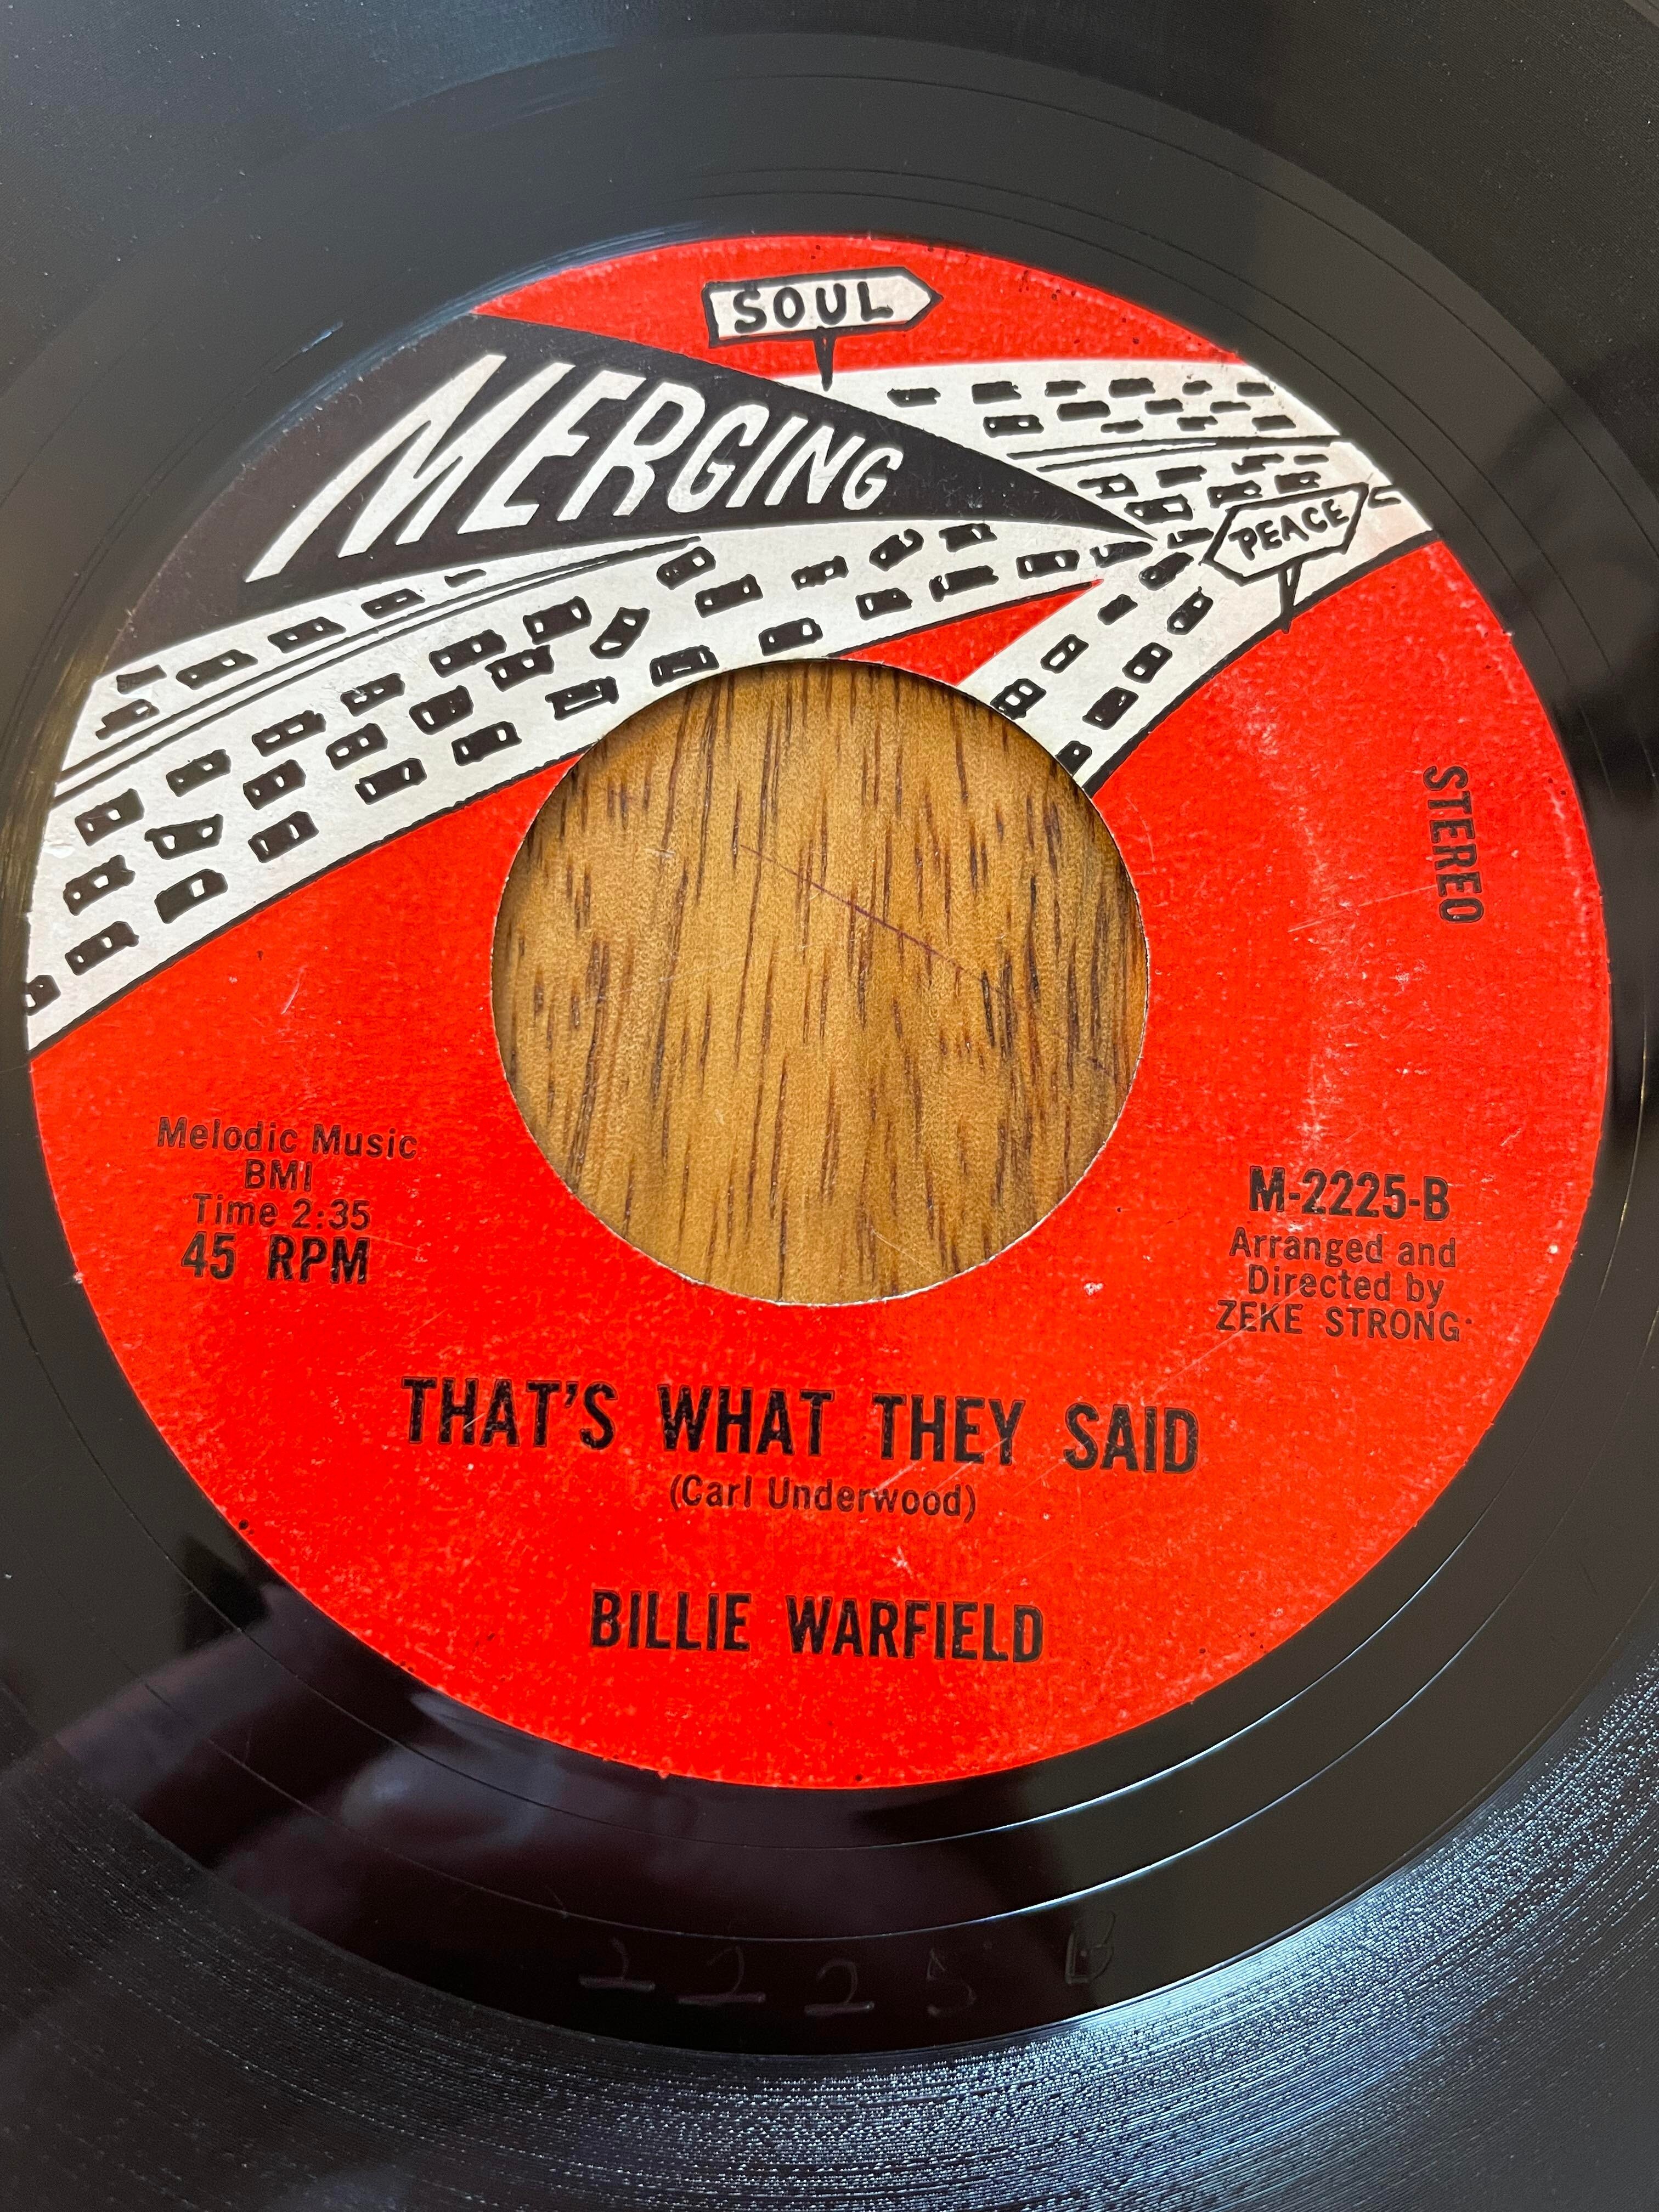 SOUL
MERGING
PEACE
STEREO
Melodic Music
BMI
Time 2:35
45 RPM
M-2225-B
Arranged and
Directed by
ZEKE STRONG
THAT'S WHAT THEY SAID
(Carl Underwood)
BILLIE WARFIELD
2225 B